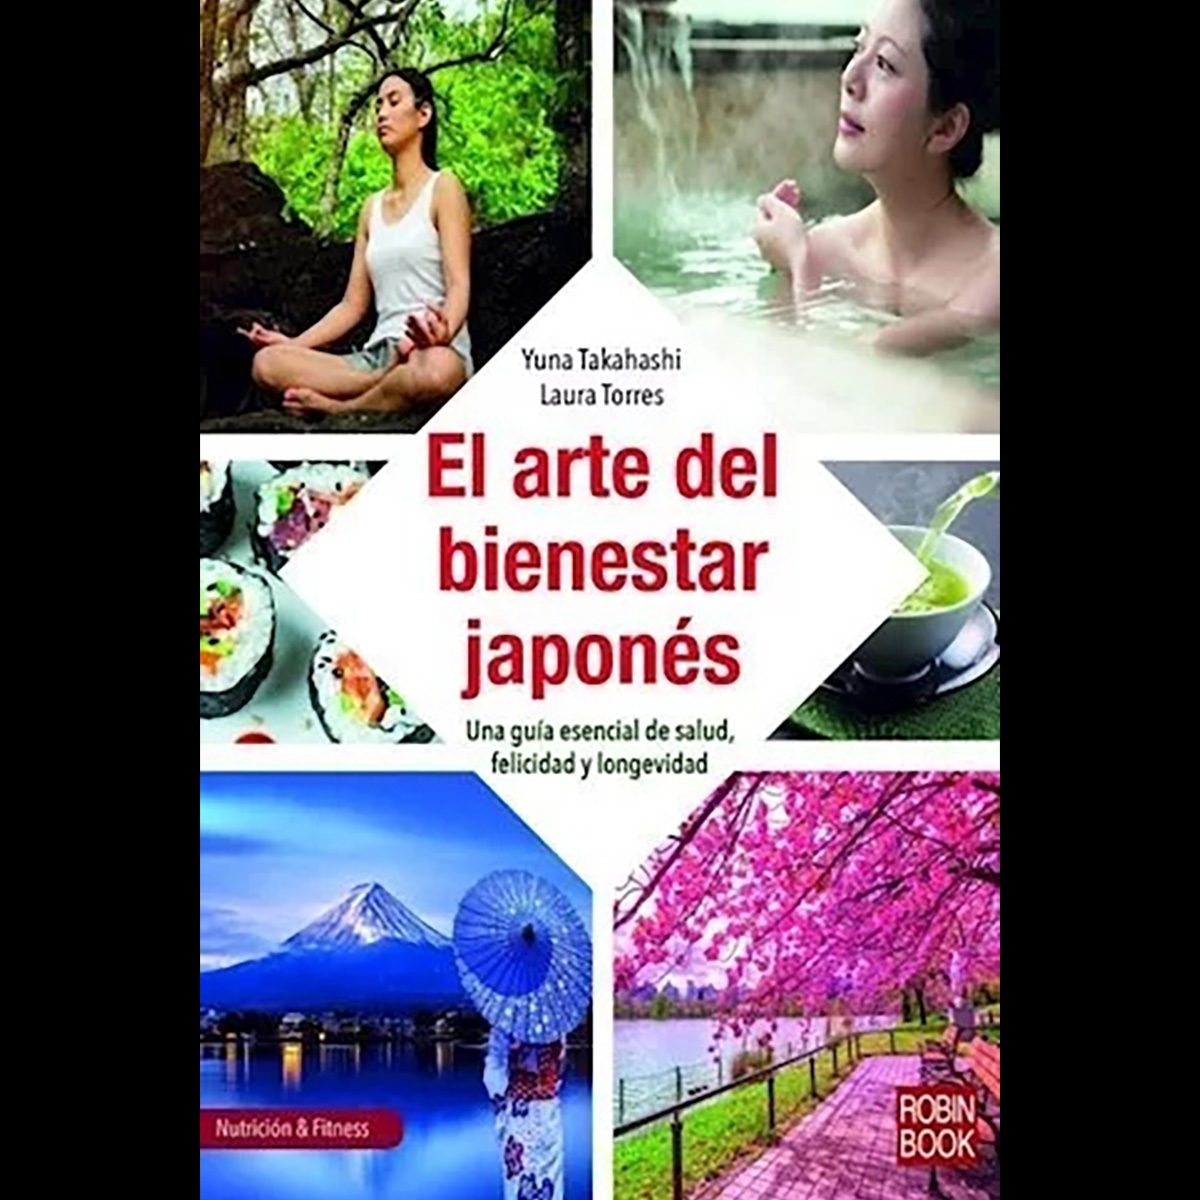 Yuna Takahashi
Laura Torres
El arte del
bienestar
japonés
Una guía esencial de salud,
felicidad y longevidad
Nutrición & Fitness
ROBIN
BOOK